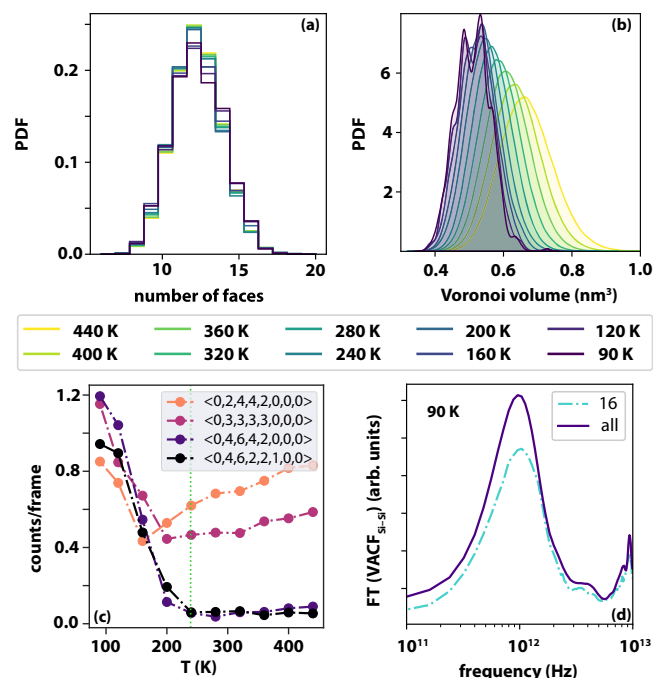 (a)
PDF
0.2
0.1
0.0
10 15 20
number of faces
(b)
PDF
6
4
2
0.4 0.6 0.8 1.0
Voronoi volume (nm³)
440 K 360 K 280 K 200 K 120 K
400 K 320 K 240 K 160 K 90 K
(c)
counts/frame
1.2
0.8
0.4
0.0
100 200 300 400
T (K)
<0,2,4,4,2,0,0,0>
<0,3,3,3,3,0,0,0>
<0,4,6,4,2,0,0,0>
<0,4,6,2,2,1,0,0>
90 K
16
all
FT (VACF Si-Si) (arb. units)
(d)
10¹¹ 10¹² 10¹³
frequency (Hz)